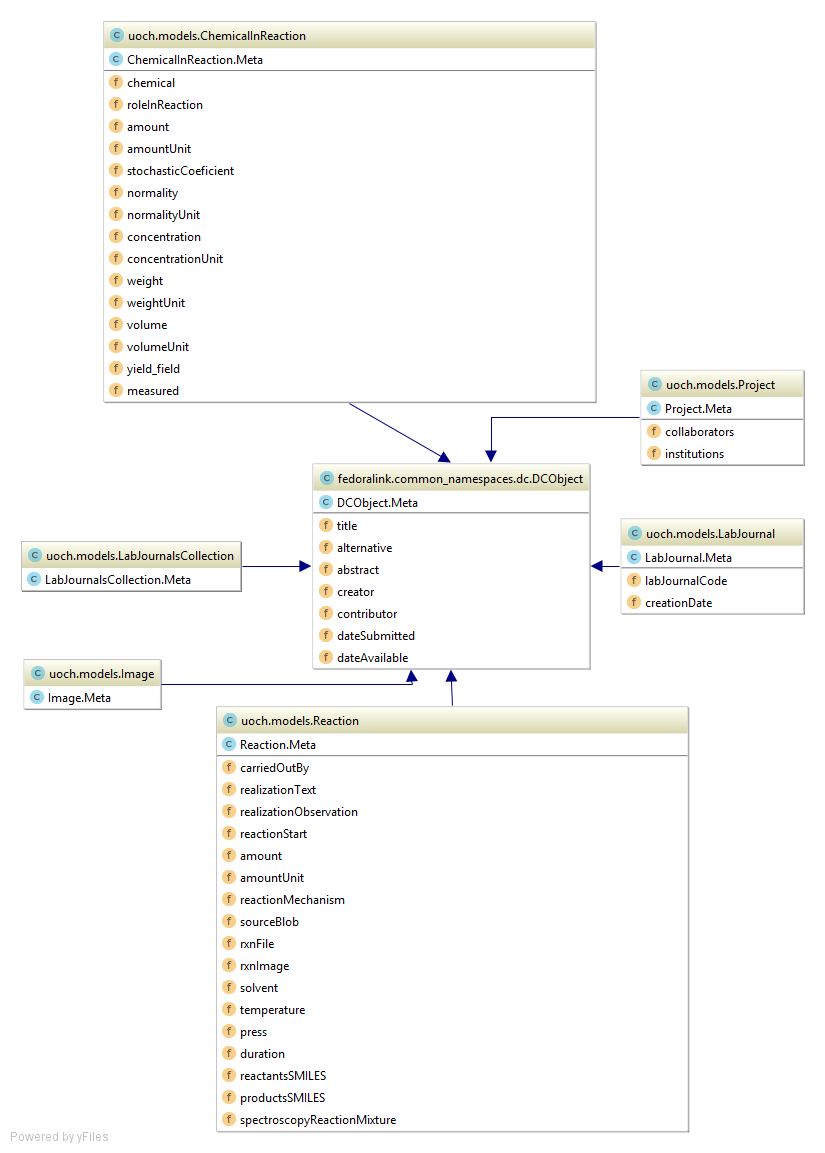 C uoch.models.ChemicalInReaction
C ChemicalInReaction.Meta
f chemical
f roleInReaction
f amount
f amountUnit
f stochasticCoeficient
f normality
f normalityUnit
f concentration
f concentrationUnit
f weight
f weightUnit
f volume
f volumeUnit
f yield_field
f measured
C uoch.models.Project
C Project.Meta
f collaborators
f institutions
C fedoralink.common_namespaces.dc.DCObject
C DCObject.Meta
f title
f alternative
f abstract
f creator
f contributor
f dateSubmitted
f dateAvailable
C uoch.models.LabJournal
C LabJournal.Meta
f labJournalCode
f creationDate
C uoch.models.LabJournalsCollection
C LabJournalsCollection.Meta
C uoch.models.Image
C Image.Meta
C uoch.models.Reaction
C Reaction.Meta
f carriedOutBy
f realizationText
f realizationObservation
f reactionStart
f amount
f amountUnit
f reactionMechanism
f sourceBlob
f rxnFile
f rxnImage
f solvent
f temperature
f press
f duration
f reactantsSMILES
f productsSMILES
f spectroscopyReactionMixture
Powered by yFiles